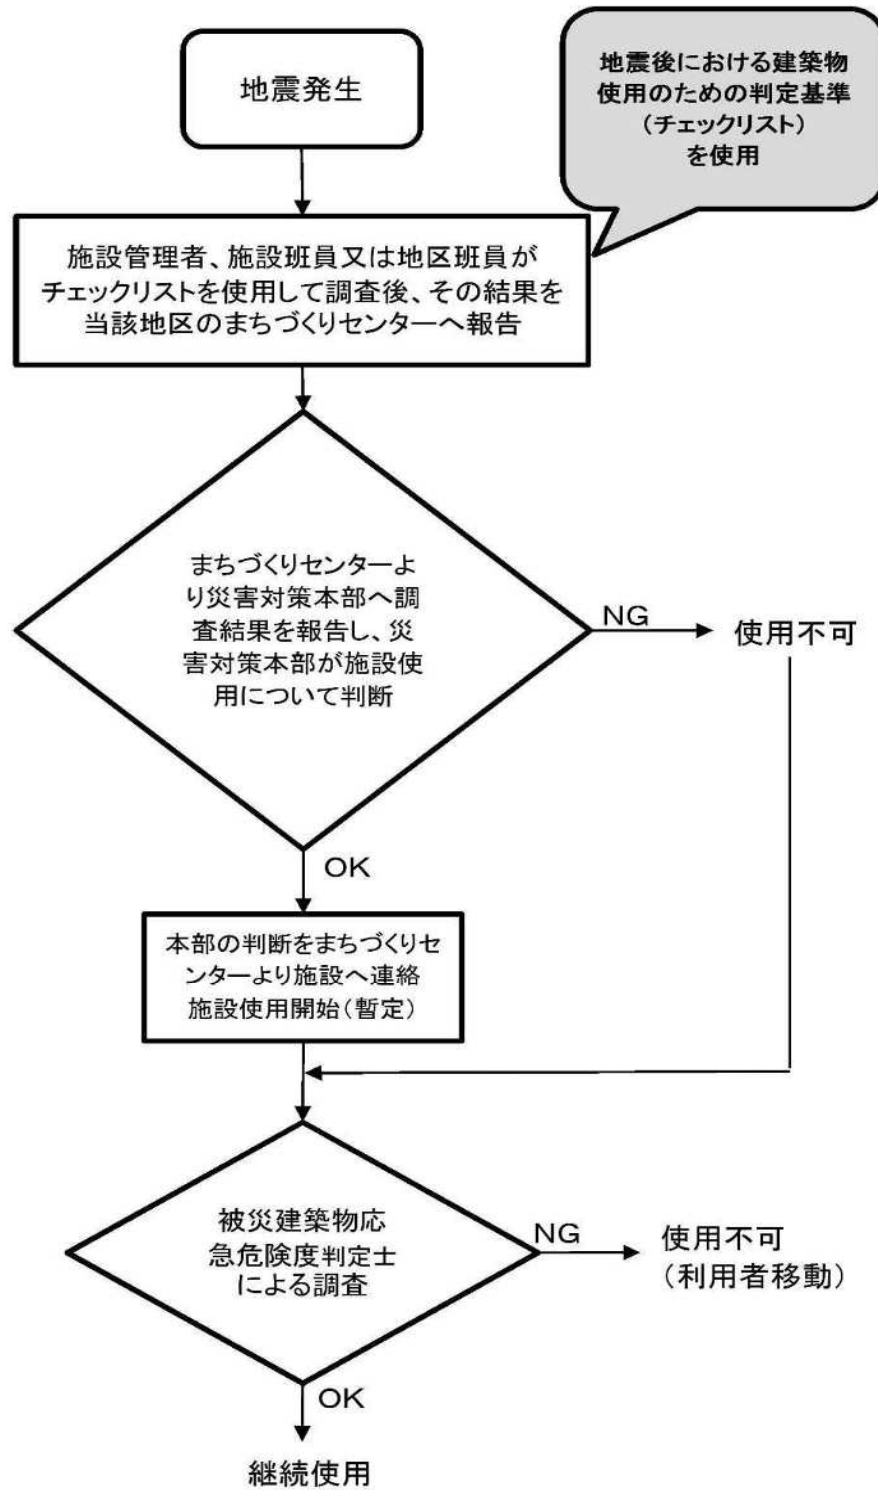 地震発生
地震後における建築物
使用のための判定基準
（チェックリスト）
を使用
施設管理者、施設班員又は地区班員が
チェックリストを使用して調査後、その結果を
当該地区のまちづくりセンターへ報告
まちづくりセンターよ
り災害対策本部へ調
査結果を報告し、災
害対策本部が施設使
用について判断
NG
使用不可
OK
本部の判断をまちづくりセ
ンターより施設へ連絡
施設使用開始（暫定）
被災建築物応
急危険度判定士
による調査
NG
使用不可
（利用者移動）
OK
継続使用